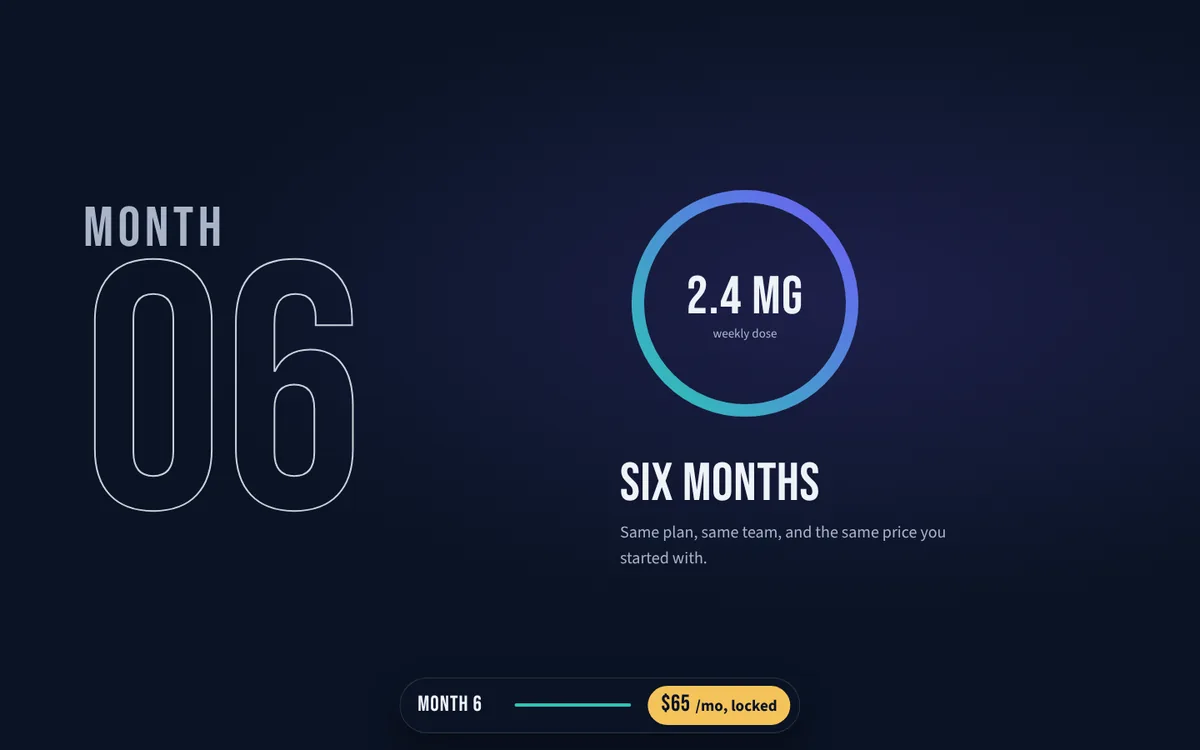 MONTH
06
2.4 MG
weekly dose
SIX MONTHS
Same plan, same team, and the same price you
started with.
MONTH 6
$65 /mo, locked